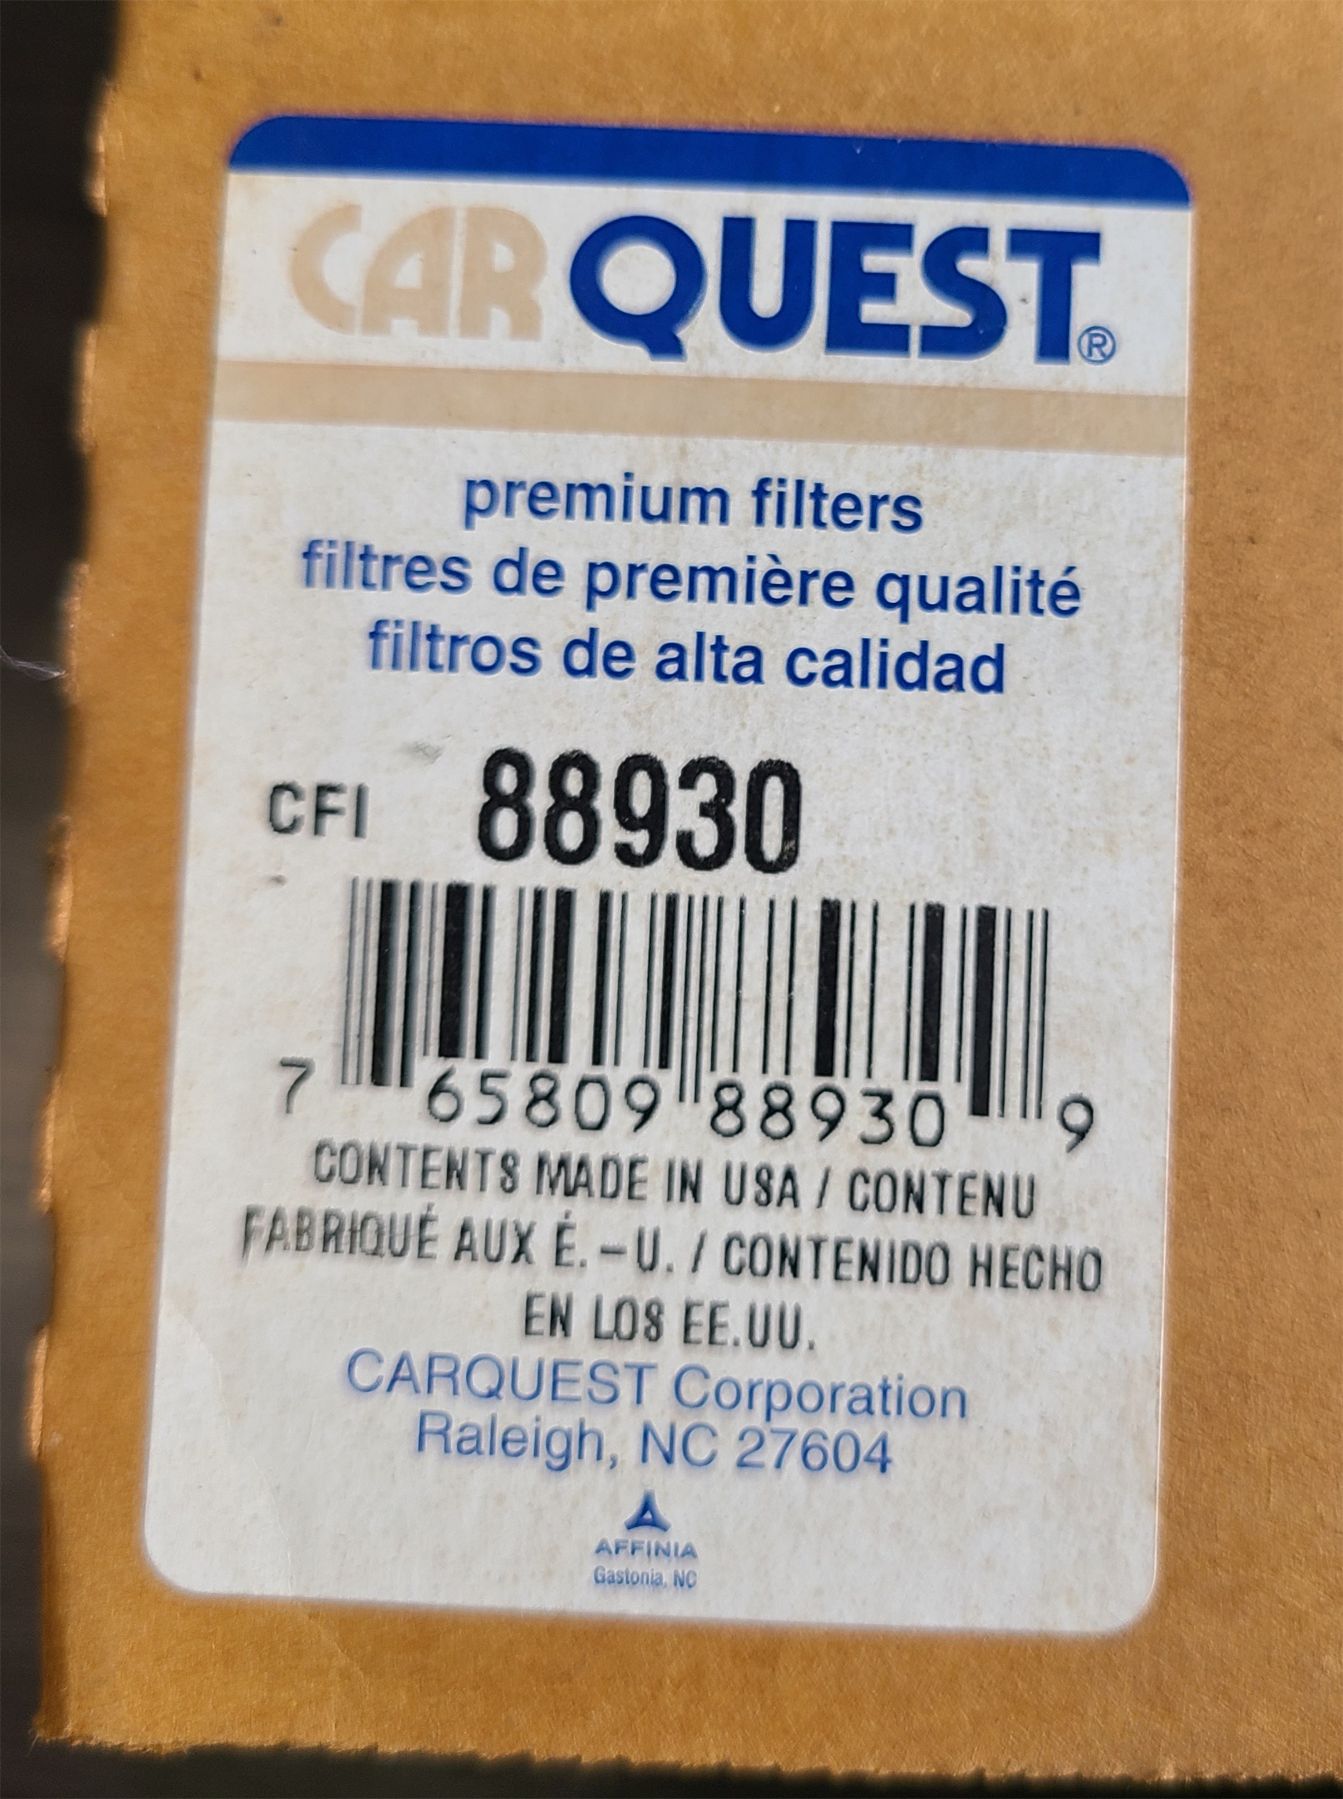 CARQUEST®
premium filters
filtres de première qualité
filtros de alta calidad
CFI 88930
7 65809 88930 9
CONTENTS MADE IN USA / CONTENU
FABRIQUÉ AUX É.-U. / CONTENIDO HECHO
EN LOS EE.UU.
CARQUEST Corporation
Raleigh, NC 27604
AFFINIA
Gastonia, NC